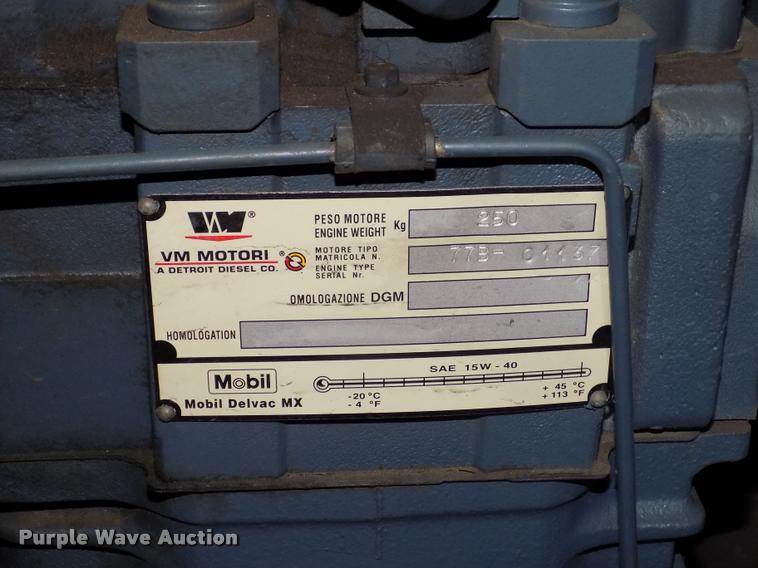 VM®
VM MOTORI®
A DETROIT DIESEL CO.
PESO MOTORE
ENGINE WEIGHT Kg 250
MOTORE TIPO
MATRICOLA N.
ENGINE TYPE
SERIAL Nr. 77B- 01137
OMOLOGAZIONE DGM
HOMOLOGATION
Mobil
Mobil Delvac MX
SAE 15W - 40
-20 °C
- 4 °F
+ 45 °C
+ 113 °F
Purple Wave Auction